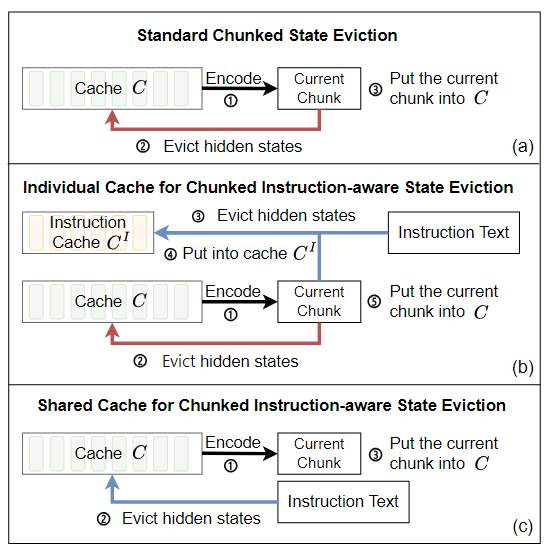 Standard Chunked State Eviction
Cache C
Encode
①
Current
Chunk
③ Put the current
chunk into C
② Evict hidden states
(a)
Individual Cache for Chunked Instruction-aware State Eviction
③ Evict hidden states
Instruction
Cache C^I
Instruction Text
④ Put into cache C^I
Cache C
Encode
①
Current
Chunk
⑤ Put the current
chunk into C
② Evict hidden states
(b)
Shared Cache for Chunked Instruction-aware State Eviction
Cache C
Encode
①
Current
Chunk
③ Put the current
chunk into C
Instruction Text
② Evict hidden states
(c)